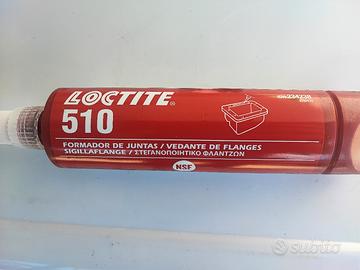 LOCTITE®
510
FORMADOR DE JUNTAS / VEDANTE DE FLANGES
SIGILLAFLANGE / ΣΤΕΓΑΝΟΠΟΙΗΤΙΚΟ ΦΛΑΝΤΖΩΝ
NSF
subito